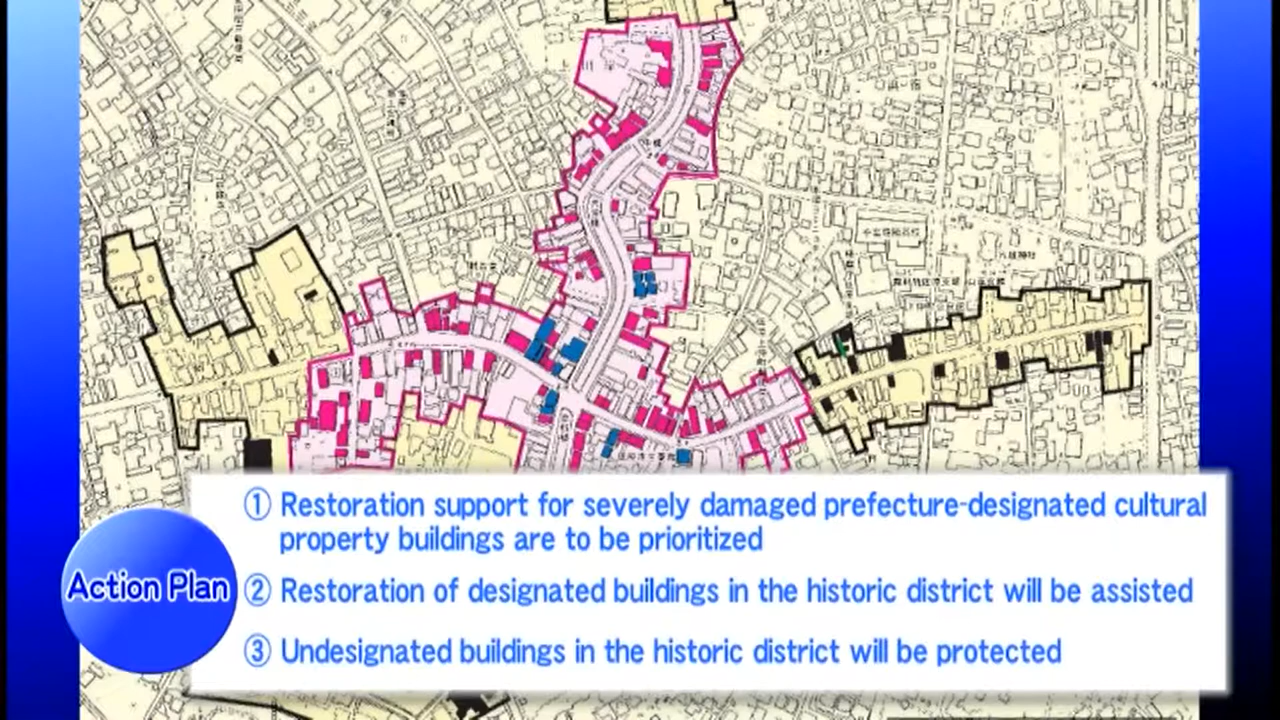 Action Plan
① Restoration support for severely damaged prefecture-designated cultural
property buildings are to be prioritized
② Restoration of designated buildings in the historic district will be assisted
③ Undesignated buildings in the historic district will be protected